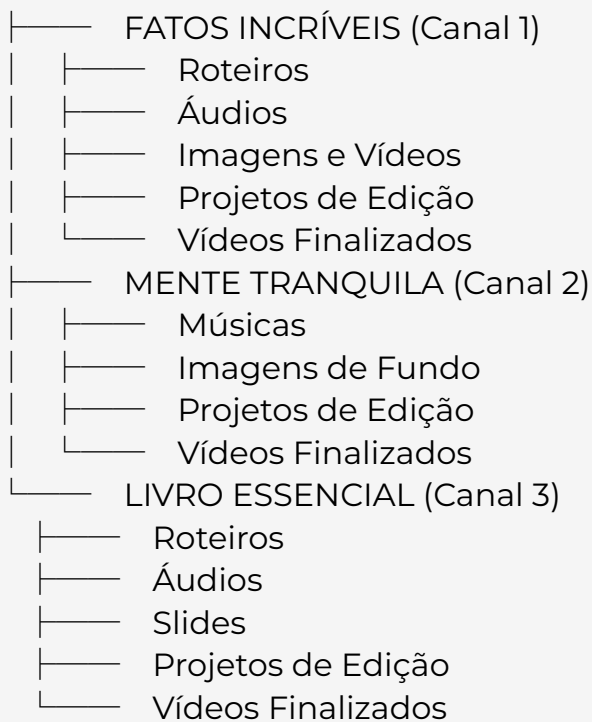 ├── FATOS INCRÍVEIS (Canal 1)
│ ├── Roteiros
│ ├── Áudios
│ ├── Imagens e Vídeos
│ ├── Projetos de Edição
│ └── Vídeos Finalizados
├── MENTE TRANQUILA (Canal 2)
│ ├── Músicas
│ ├── Imagens de Fundo
│ ├── Projetos de Edição
│ └── Vídeos Finalizados
└── LIVRO ESSENCIAL (Canal 3)
├── Roteiros
├── Áudios
├── Slides
├── Projetos de Edição
└── Vídeos Finalizados